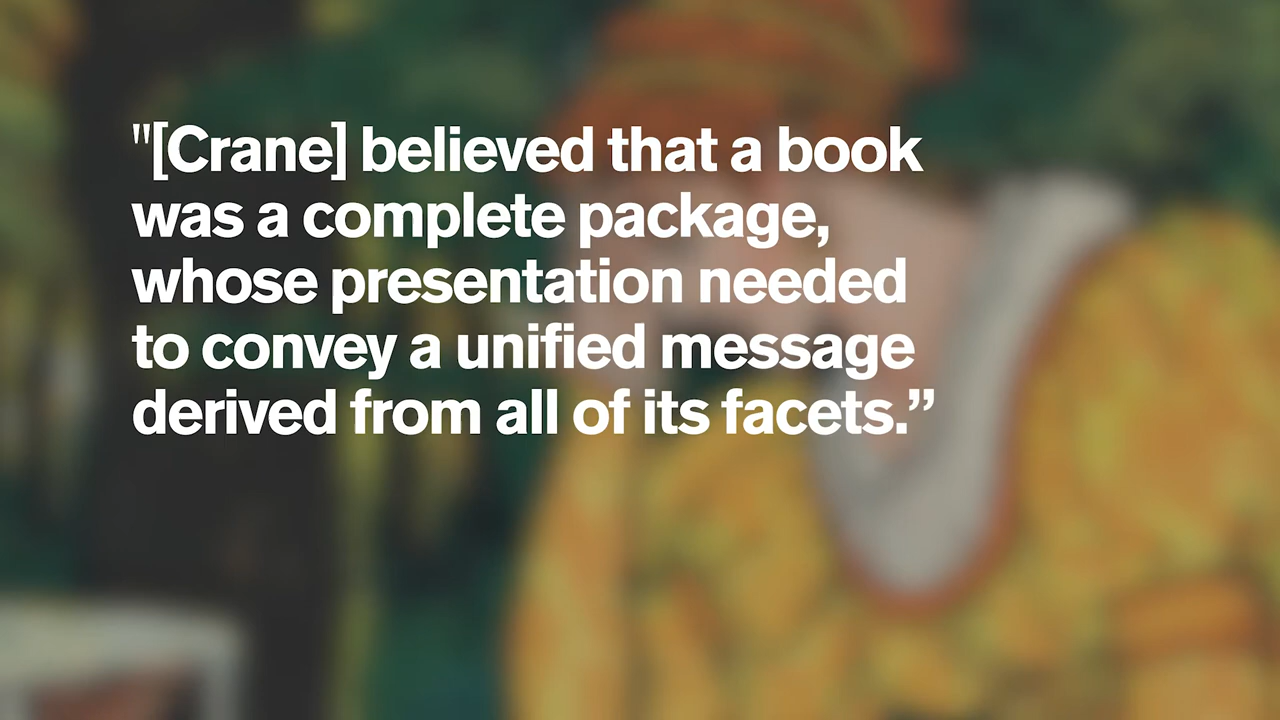 "[Crane] believed that a book
was a complete package,
whose presentation needed
to convey a unified message
derived from all of its facets.”